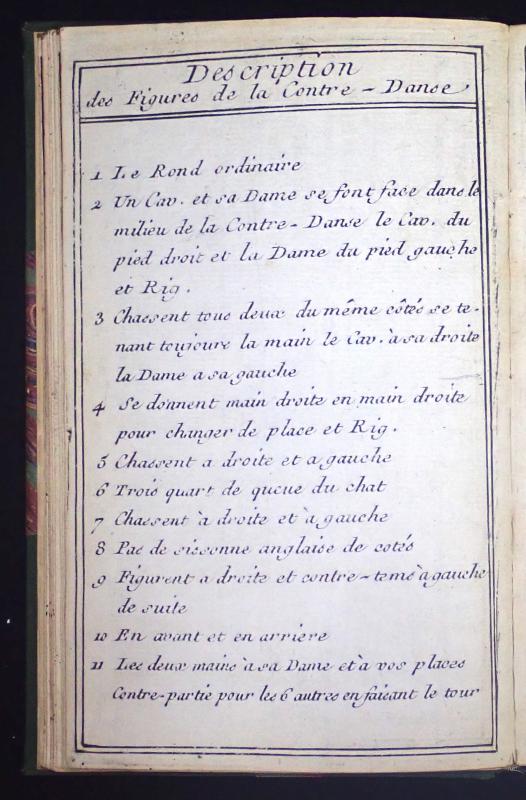 Description
des Figures de la Contre-Danse
1 Le Rond ordinaire
2 Un Cav. et sa Dame se font face dans le
milieu de la Contre-Danse le Cav. du
pied droit et la Dame du pied gauche
et Rig.
3 Chassent tous deux du même côtés se te-
nant toujours la main le Cav. à sa droite
la Dame a sa gauche
4 Se donnent main droite en main droite
pour changer de place et Rig.
5 Chassent a droite et a gauche
6 Trois quart de queue du chat
7 Chassent à droite et à gauche
8 Pas de sissonne anglaise de cotés
9 Figurent a droite et contre-tems à gauche
de suite
10 En avant et en arriere
11 Les deux mains à sa Dame et à vos places
Contre-partie pour les 6 autres en faisant le tour